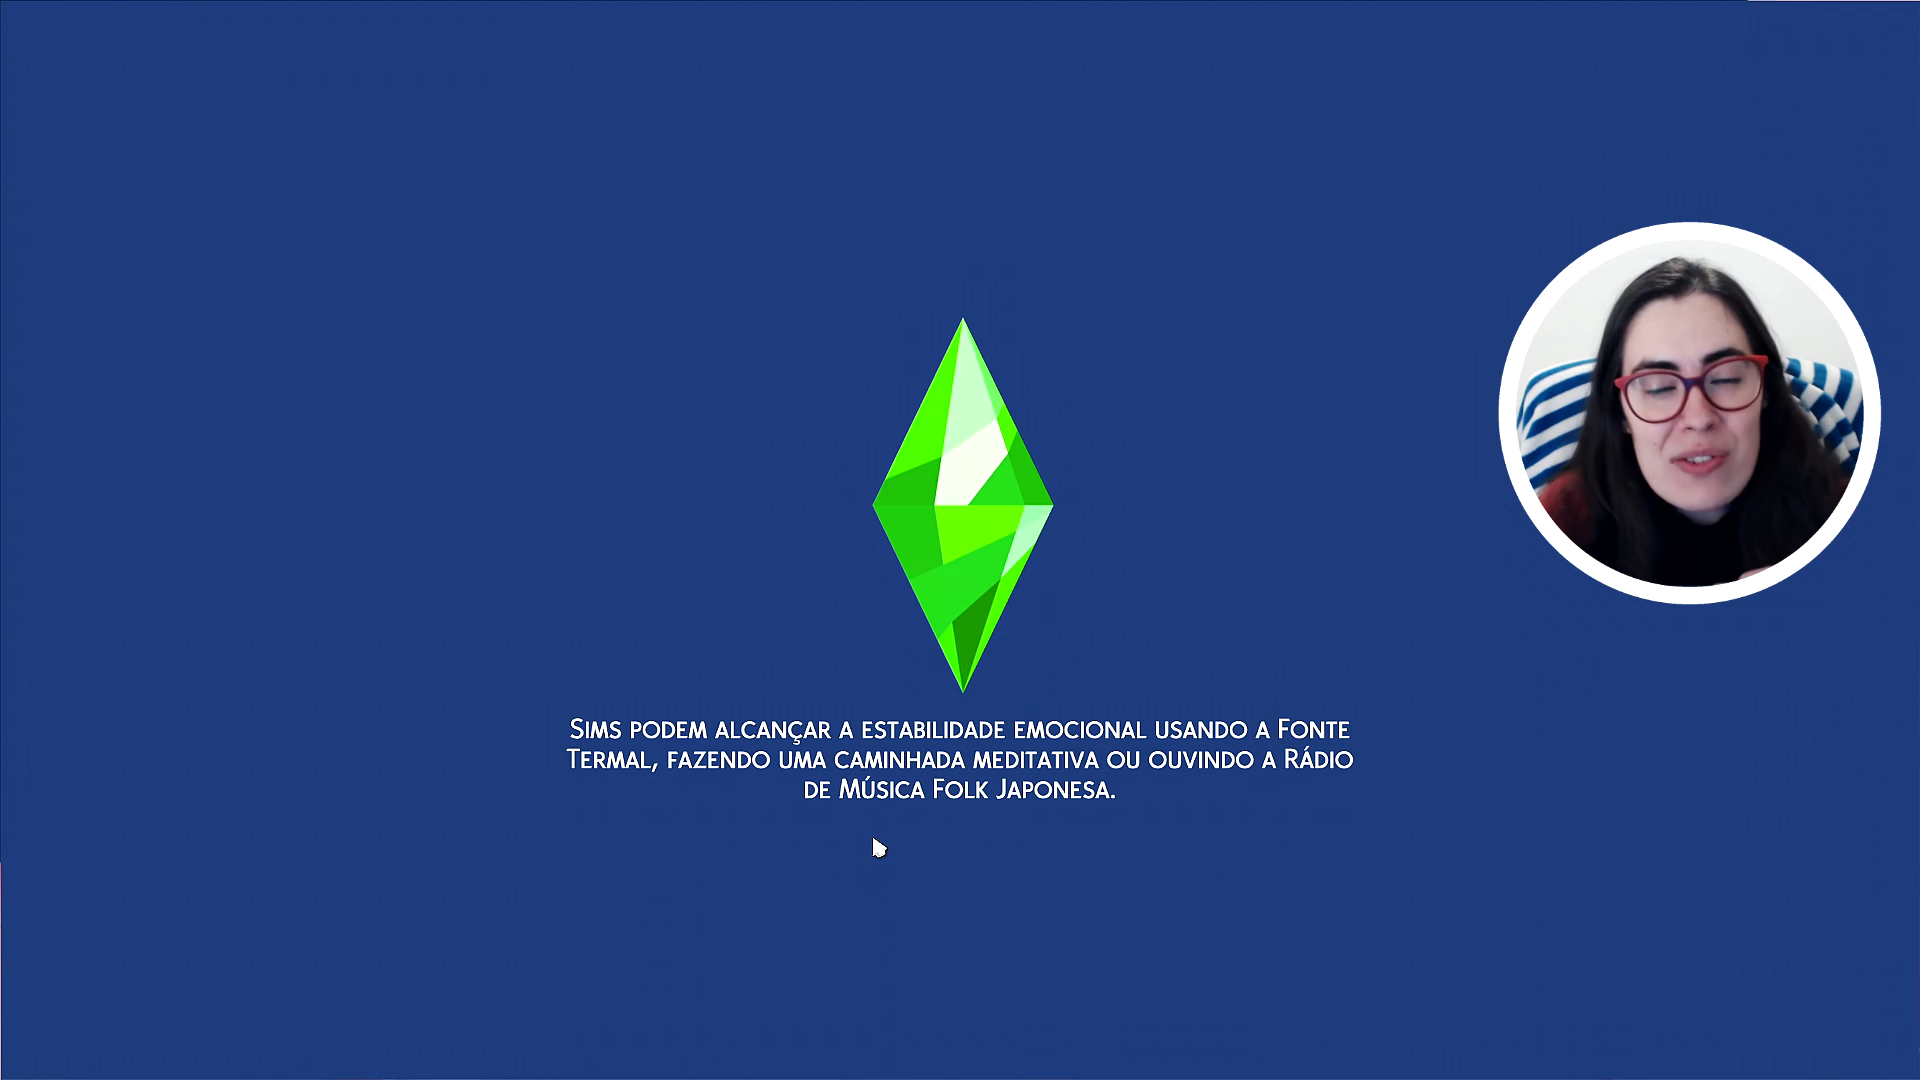 Sims podem alcançar a estabilidade emocional usando a Fonte
Termal, fazendo uma caminhada meditativa ou ouvindo a Rádio
de Música Folk Japonesa.